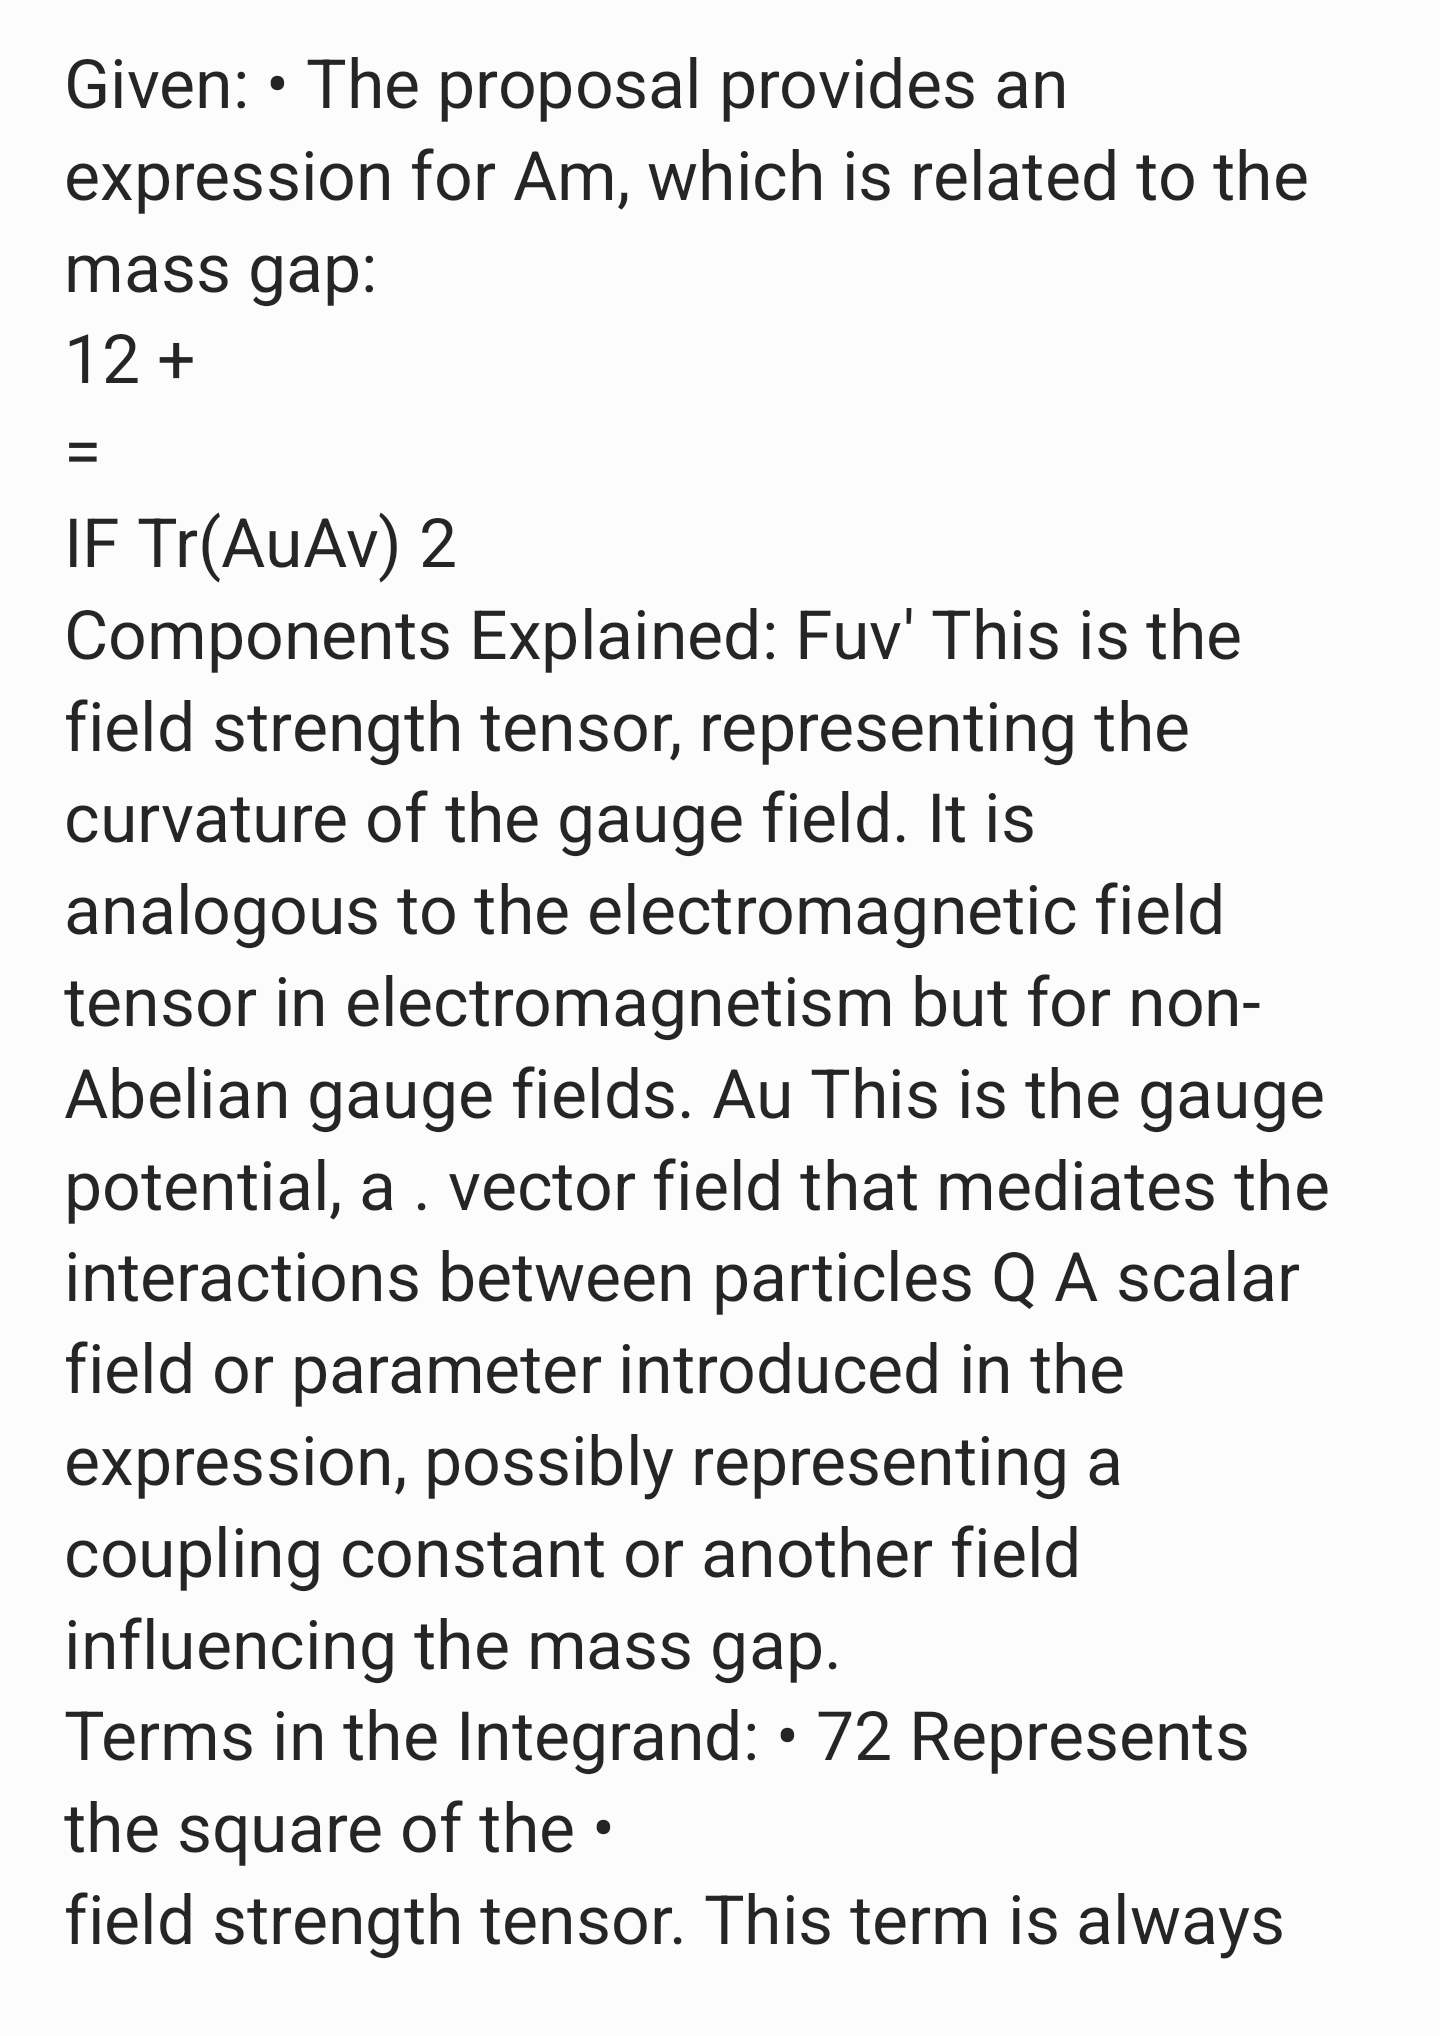 Given: • The proposal provides an
expression for Am, which is related to the
mass gap:
12 +
=
IF Tr(AuAv) 2
Components Explained: Fuv' This is the
field strength tensor, representing the
curvature of the gauge field. It is
analogous to the electromagnetic field
tensor in electromagnetism but for non-
Abelian gauge fields. Au This is the gauge
potential, a . vector field that mediates the
interactions between particles Q A scalar
field or parameter introduced in the
expression, possibly representing a
coupling constant or another field
influencing the mass gap.
Terms in the Integrand: • 72 Represents
the square of the •
field strength tensor. This term is always